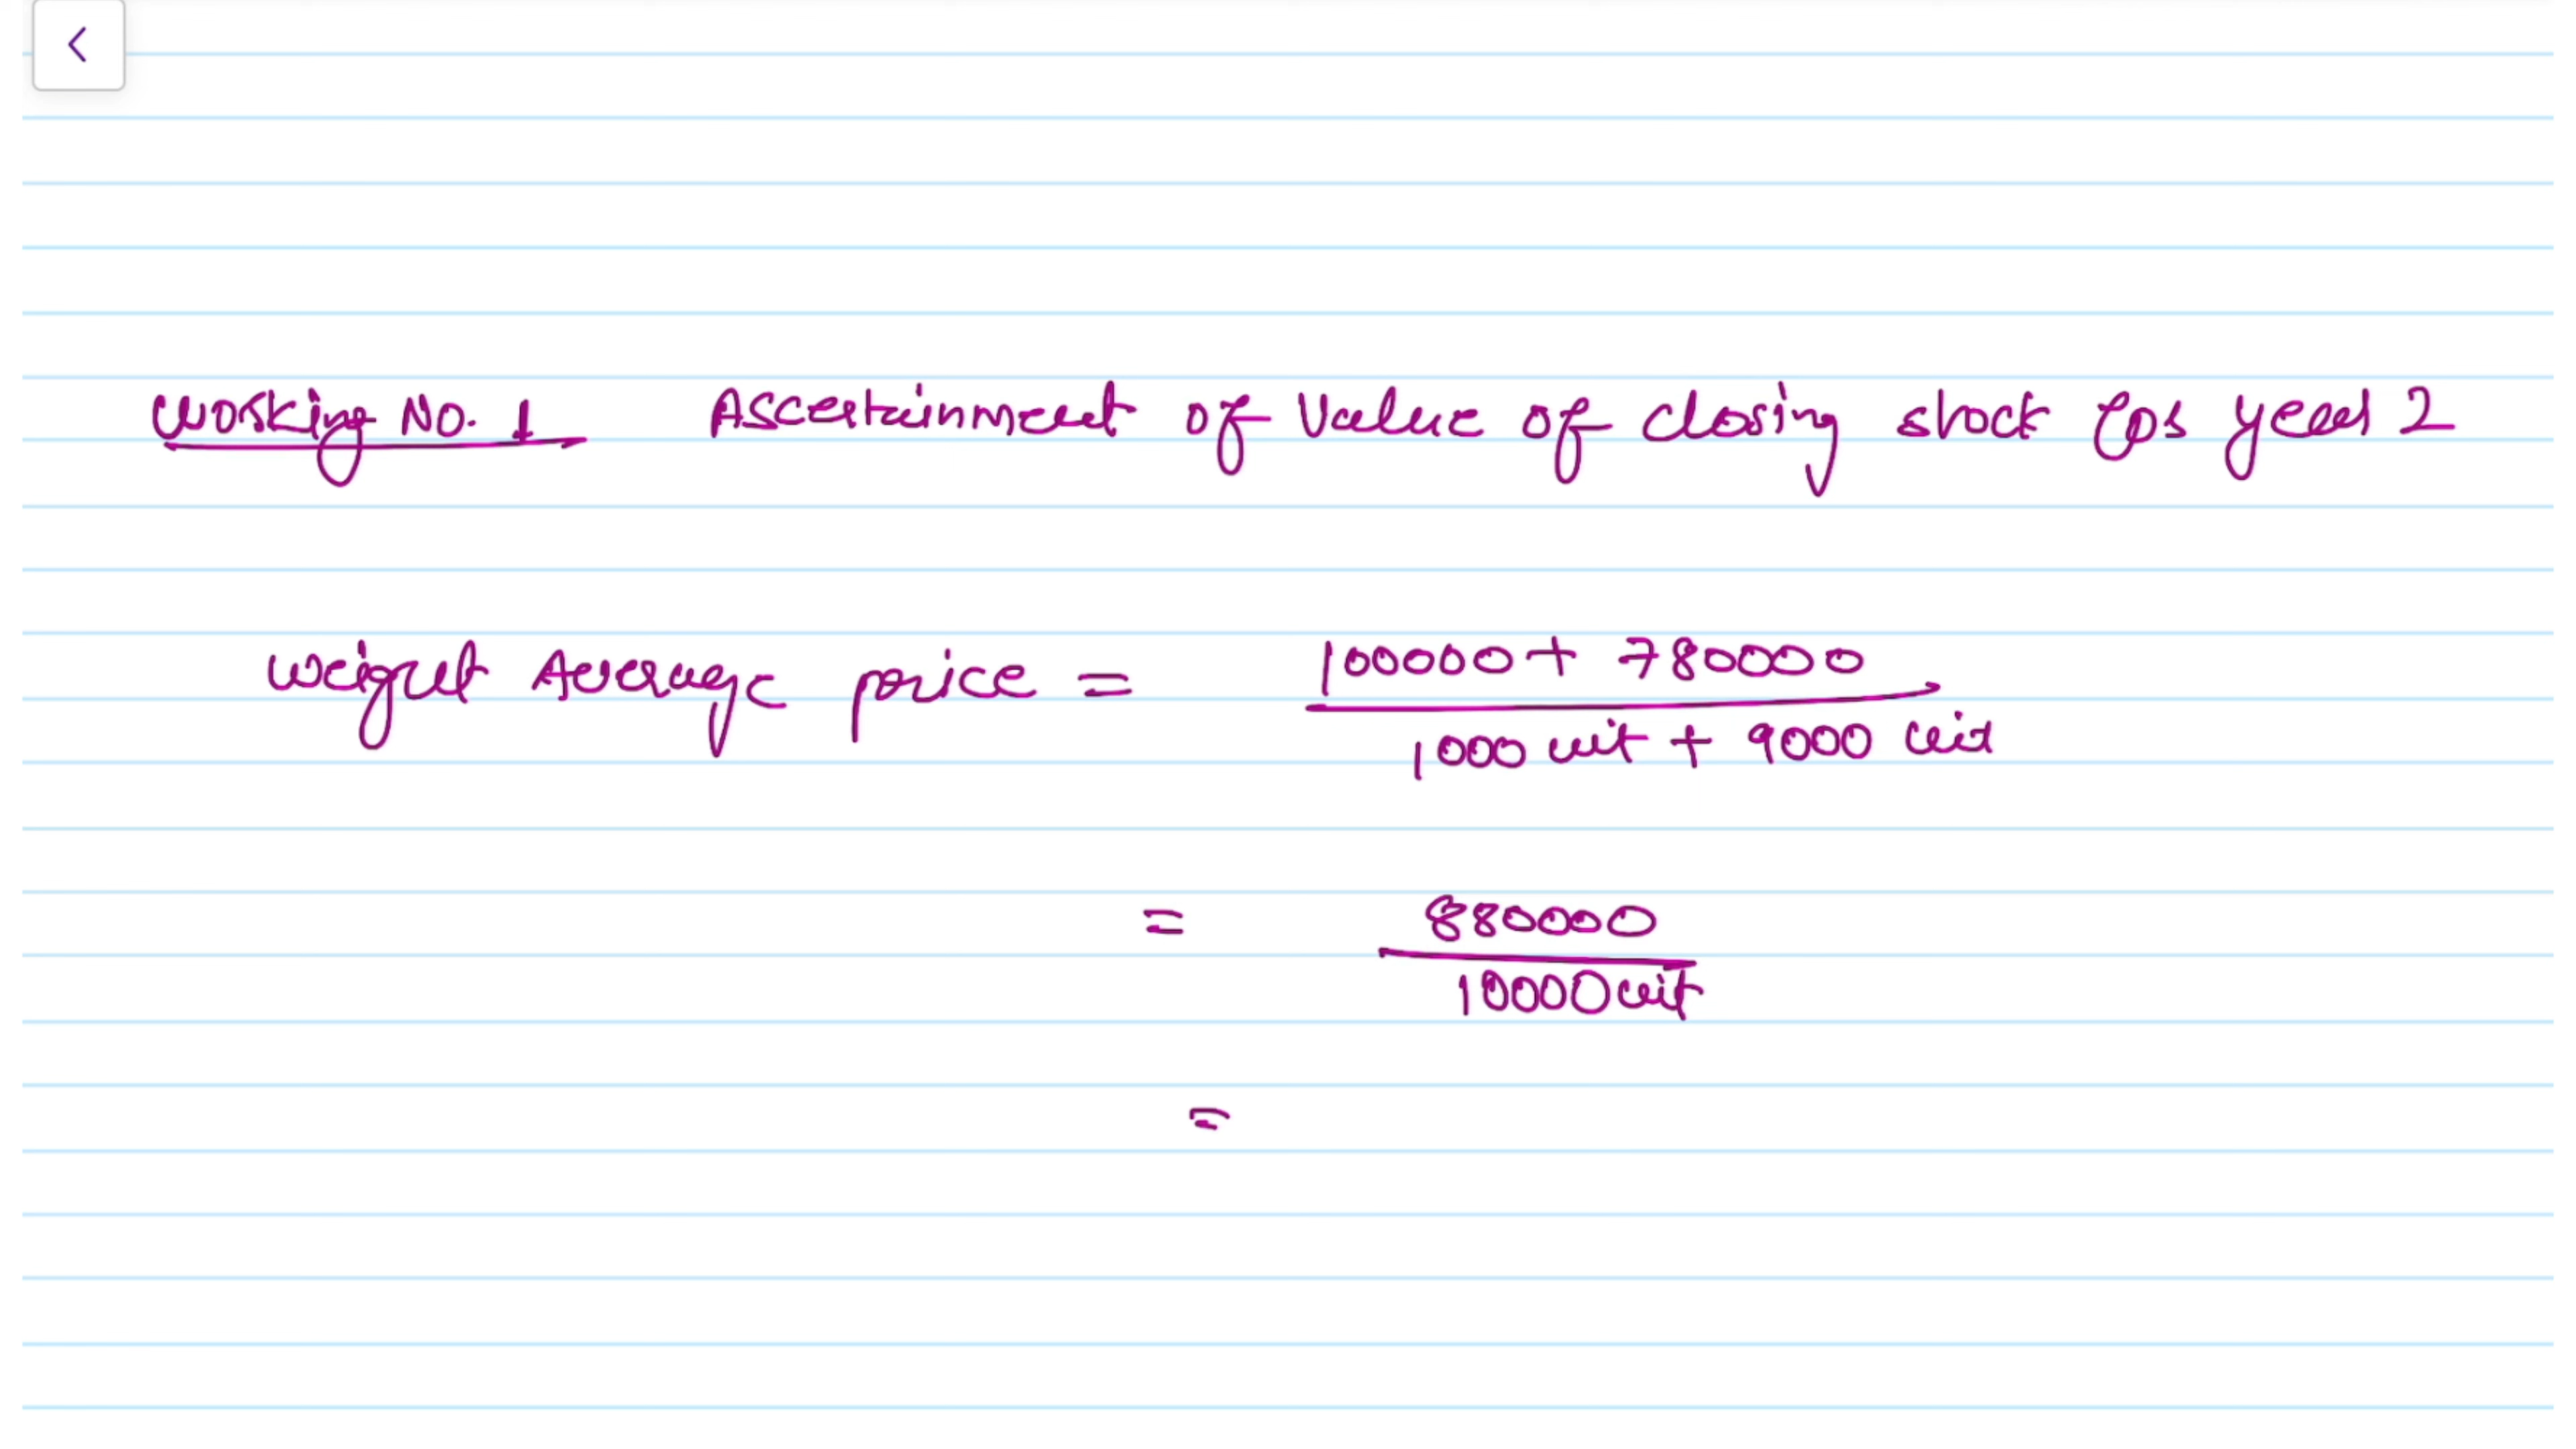 Working No. 1 Ascertainment of Value of closing stock for year 2
Weight Average price = 100000 + 780000
1000 unit + 9000 unit
= 880000
10000 unit
=